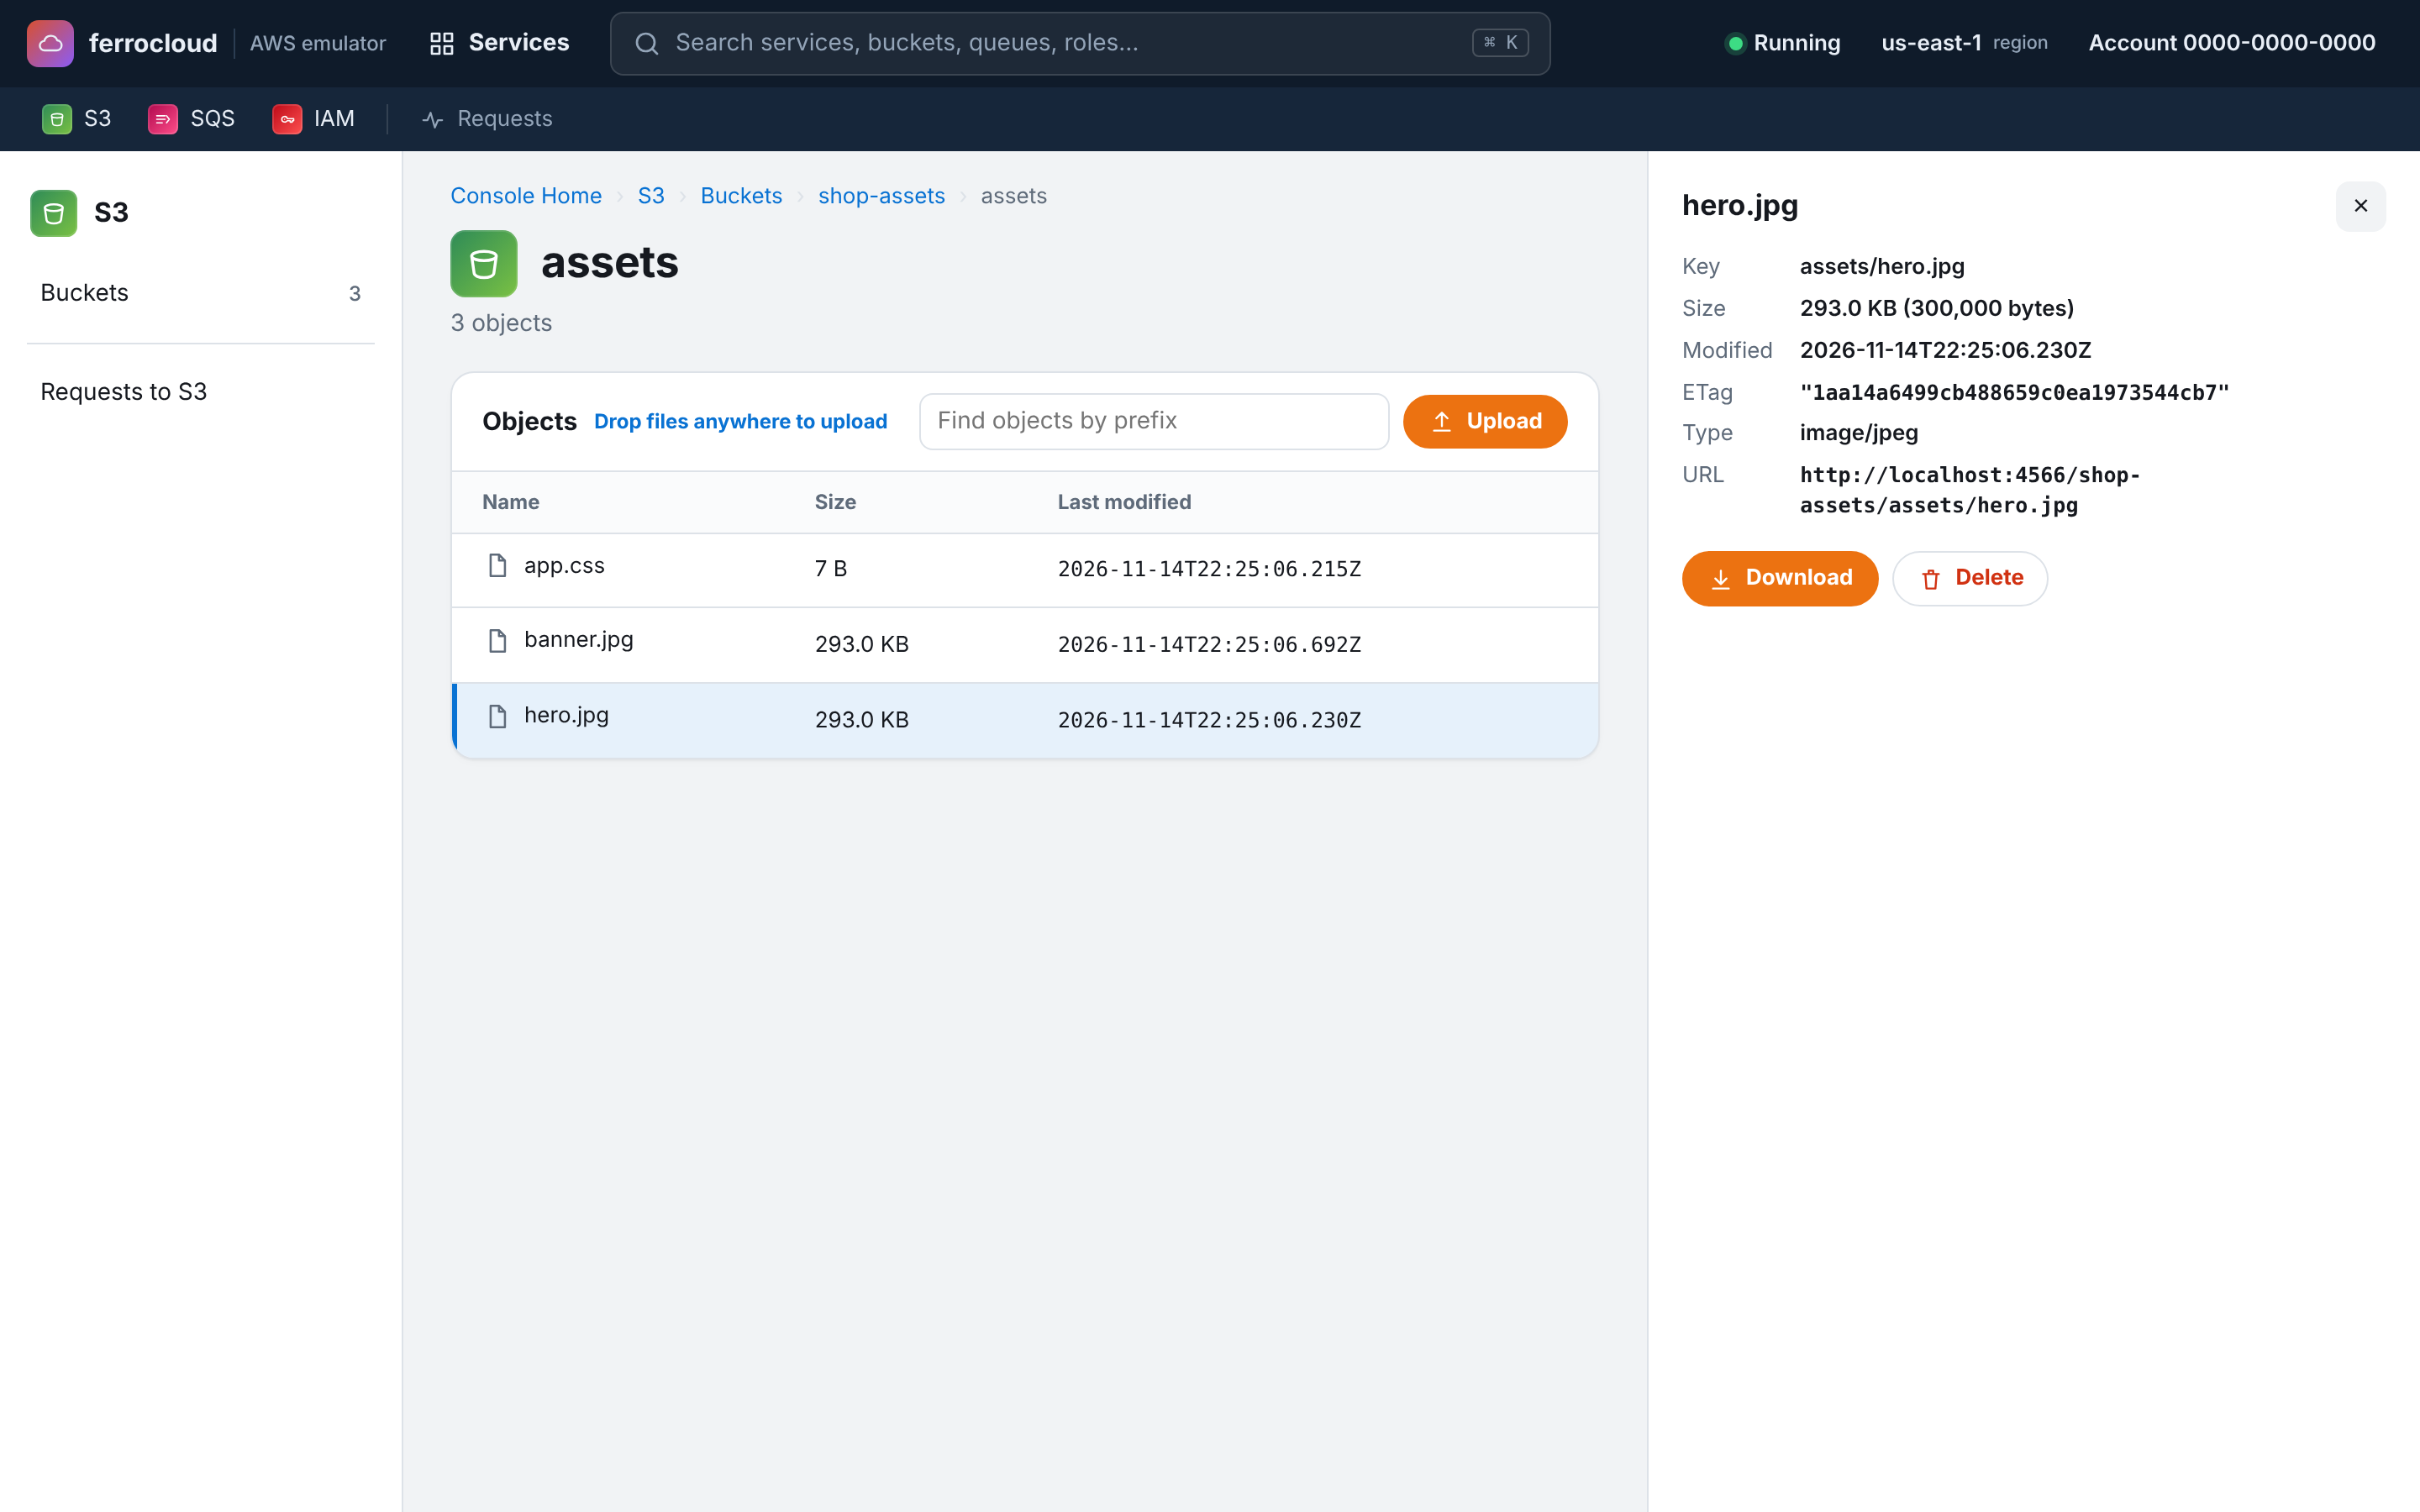 ferrocloud AWS emulator Services Search services, buckets, queues, roles... ⌘ K Running us-east-1 region Account 0000-0000-0000
S3 SQS IAM Requests
S3
Buckets 3
Requests to S3
Console Home › S3 › Buckets › shop-assets › assets
assets
3 objects
Objects Drop files anywhere to upload Find objects by prefix Upload
Name Size Last modified
app.css 7 B 2026-11-14T22:25:06.215Z
banner.jpg 293.0 KB 2026-11-14T22:25:06.692Z
hero.jpg 293.0 KB 2026-11-14T22:25:06.230Z
hero.jpg ×
Key assets/hero.jpg
Size 293.0 KB (300,000 bytes)
Modified 2026-11-14T22:25:06.230Z
ETag "1aa14a6499cb488659c0ea1973544cb7"
Type image/jpeg
URL http://localhost:4566/shop-
assets/assets/hero.jpg
Download Delete